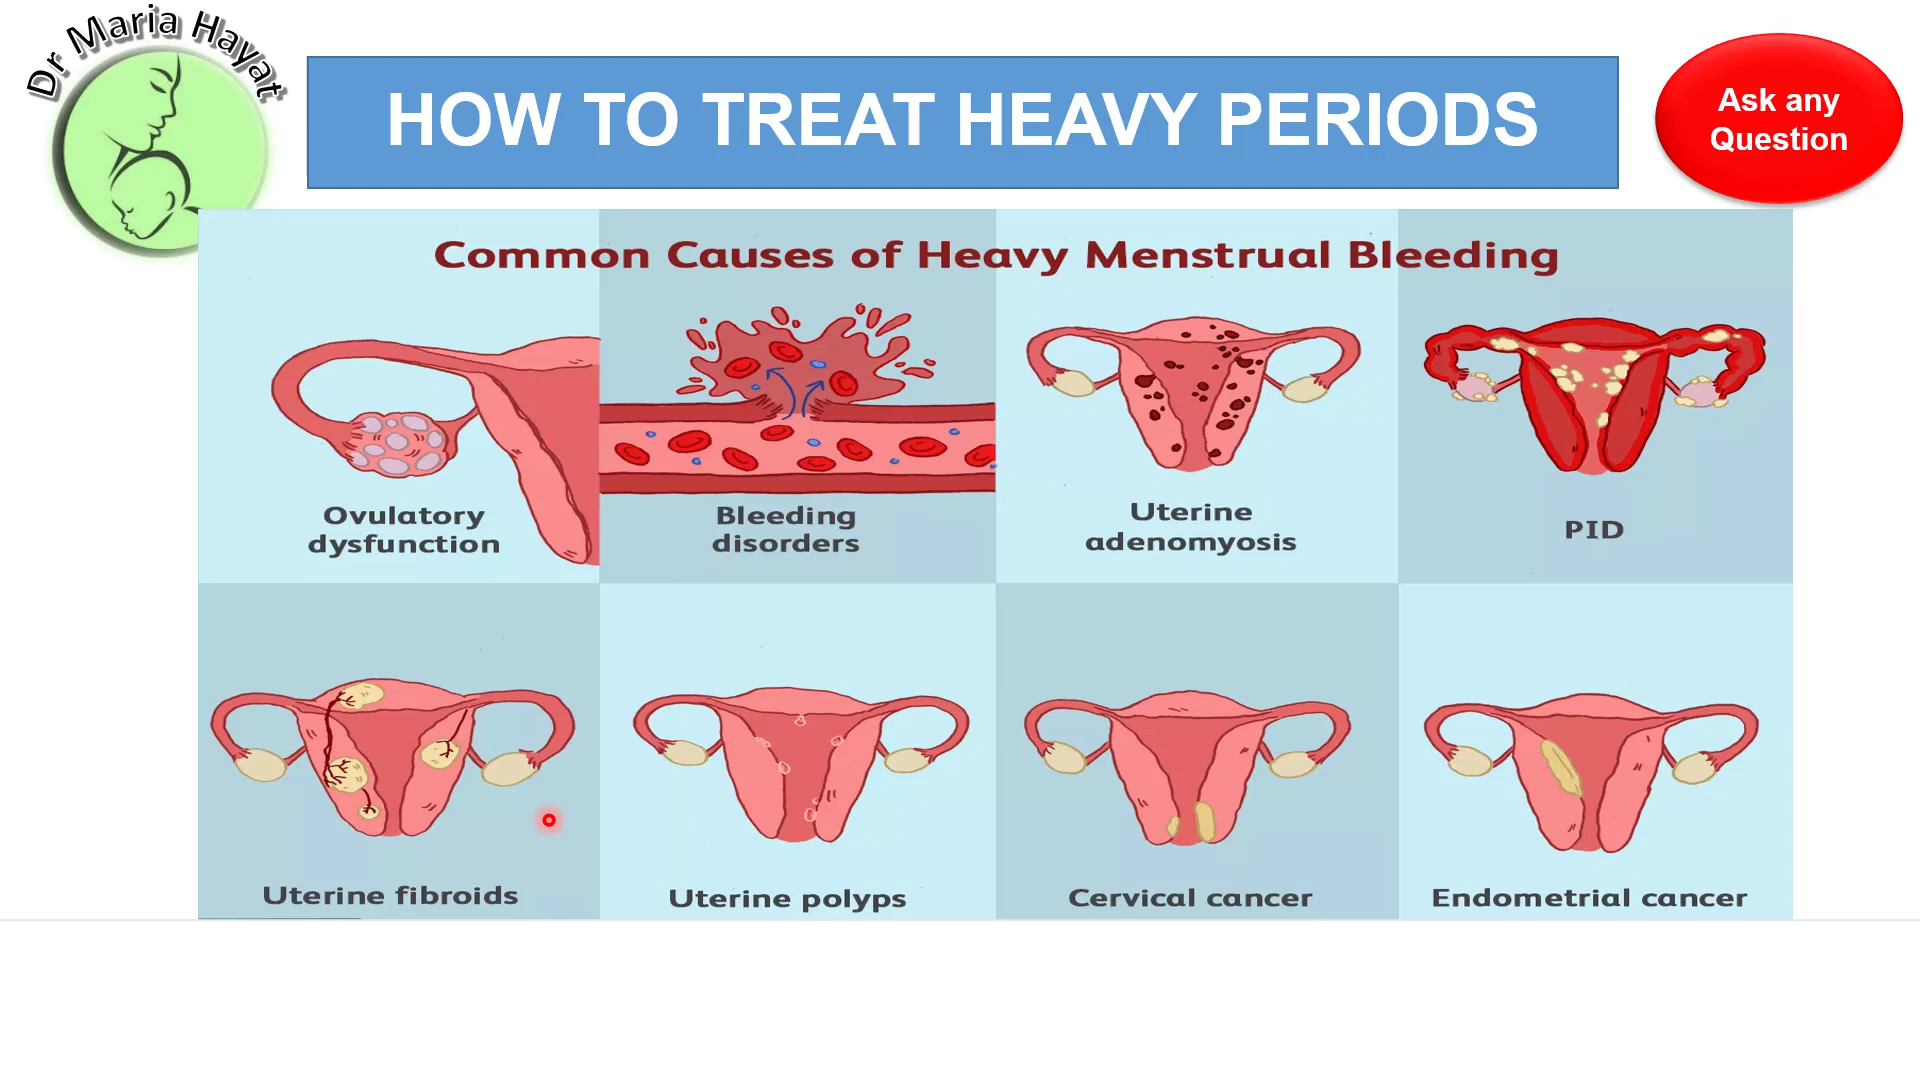 Dr Maria Hayat
HOW TO TREAT HEAVY PERIODS
Ask any
Question
Common Causes of Heavy Menstrual Bleeding
Ovulatory
dysfunction
Bleeding
disorders
Uterine
adenomyosis
PID
Uterine fibroids
Uterine polyps
Cervical cancer
Endometrial cancer